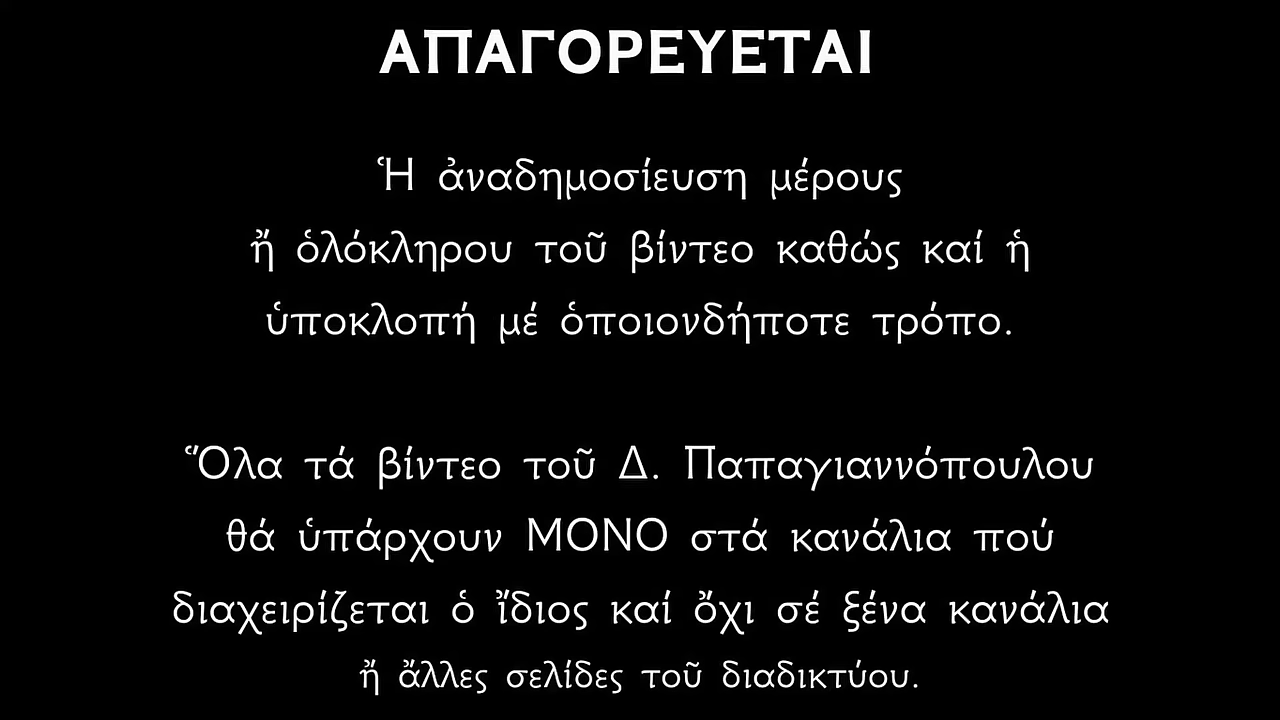 ΑΠΑΓΟΡΕΥΕΤΑΙ
Ἡ ἀναδημοσίευση μέρους
ἤ ὁλόκληρου τοῦ βίντεο καθώς καί ἡ
ὑποκλοπή μέ ὁποιονδήποτε τρόπο.
Ὅλα τά βίντεο τοῦ Δ. Παπαγιαννόπουλου
θά ὑπάρχουν ΜΟΝΟ στά κανάλια πού
διαχειρίζεται ὁ ἴδιος καί ὄχι σέ ξένα κανάλια
ἤ ἄλλες σελίδες τοῦ διαδικτύου.